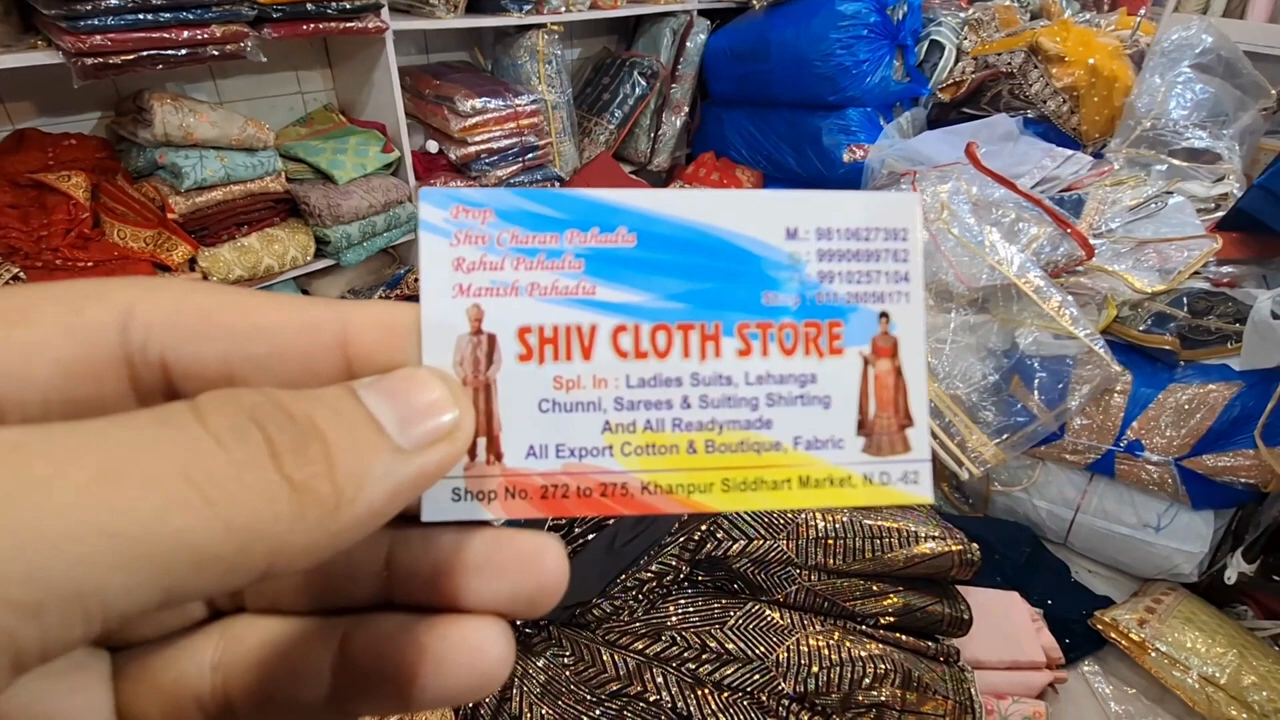 Prop.
Shiv Charan Pahadia
Rahul Pahadia
Manish Pahadia
M.: 9810627392
: 9990699762
: 9910257104
: 011-26056171
SHIV CLOTH STORE
Spl. In : Ladies Suits, Lehanga
Chunni, Sarees & Suiting Shirting
And All Readymade
All Export Cotton & Boutique, Fabric
Shop No. 272 to 275, Khanpur Siddhart Market, N.D.-62